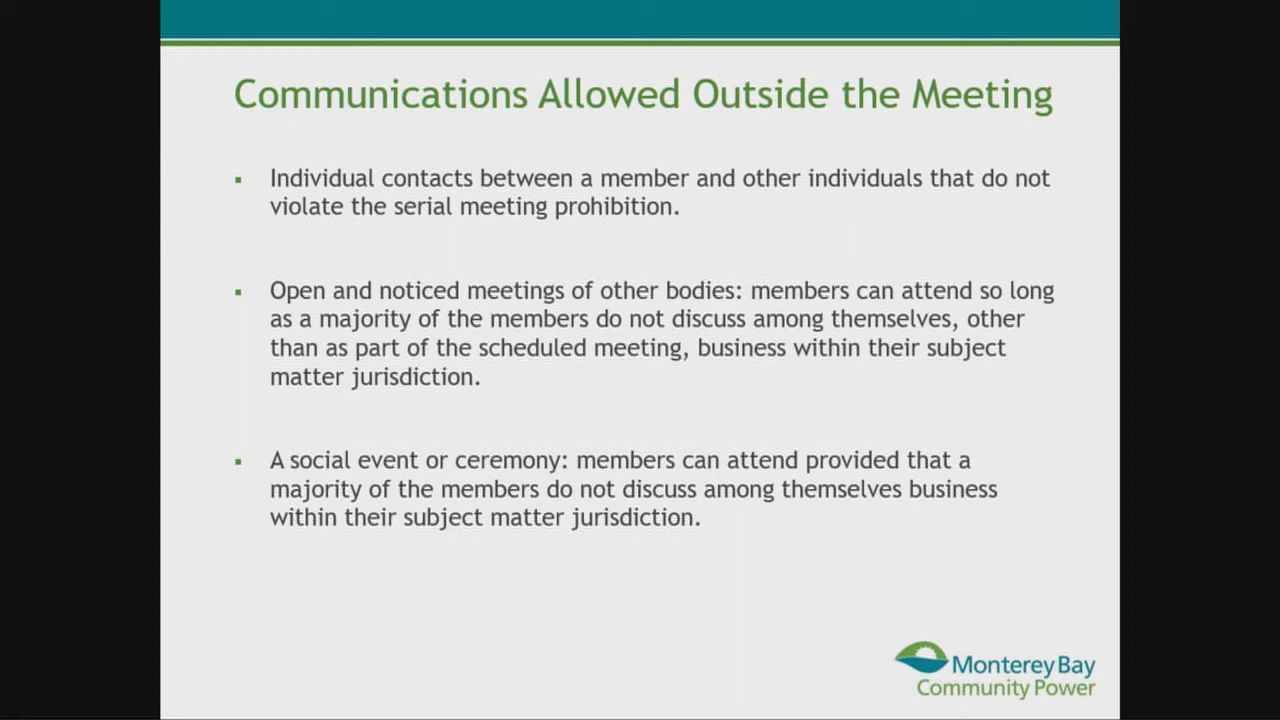 Communications Allowed Outside the Meeting
▪ Individual contacts between a member and other individuals that do not
violate the serial meeting prohibition.
▪ Open and noticed meetings of other bodies: members can attend so long
as a majority of the members do not discuss among themselves, other
than as part of the scheduled meeting, business within their subject
matter jurisdiction.
▪ A social event or ceremony: members can attend provided that a
majority of the members do not discuss among themselves business
within their subject matter jurisdiction.
Monterey Bay
Community Power